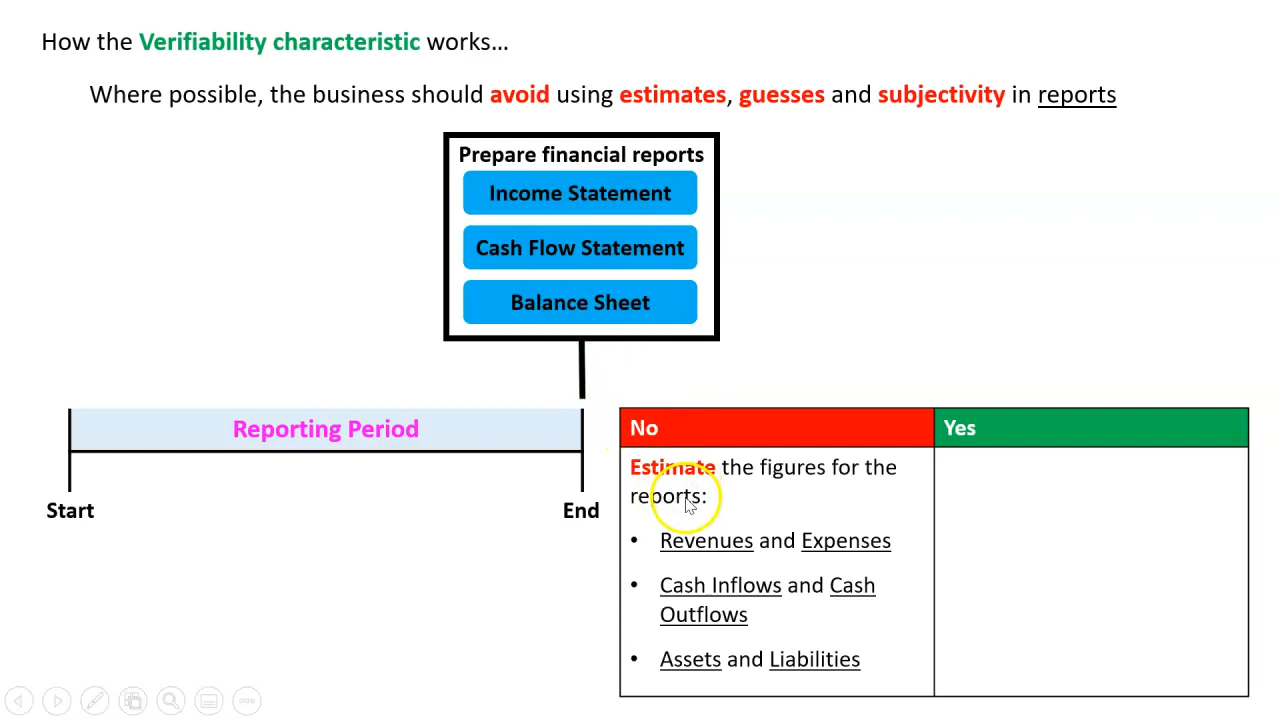 How the Verifiability characteristic works…
Where possible, the business should avoid using estimates, guesses and subjectivity in reports
Prepare financial reports
Income Statement
Cash Flow Statement
Balance Sheet
Reporting Period
Start
End
No
Yes
Estimate the figures for the
reports:
• Revenues and Expenses
• Cash Inflows and Cash
Outflows
• Assets and Liabilities